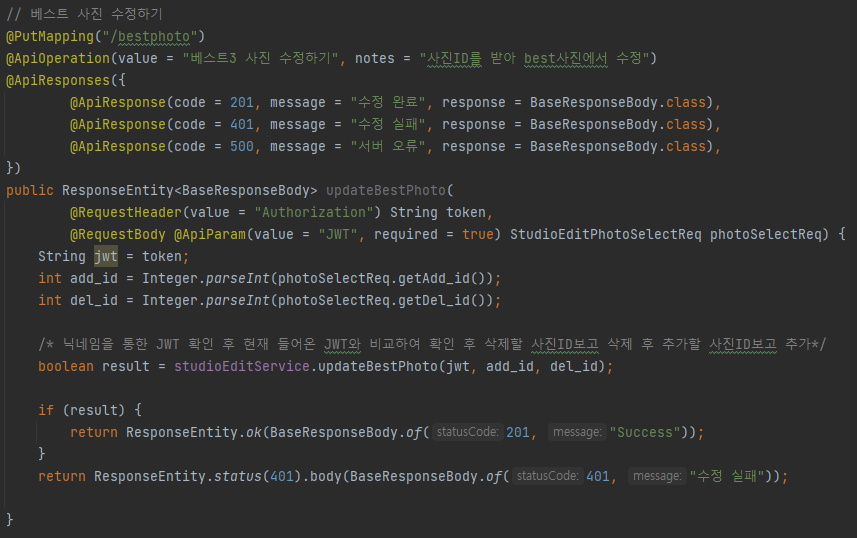 // 베스트 사진 수정하기
@PutMapping("/bestphoto")
@ApiOperation(value = "베스트3 사진 수정하기", notes = "사진ID를 받아 best사진에서 수정")
@ApiResponses({
@ApiResponse(code = 201, message = "수정 완료", response = BaseResponseBody.class),
@ApiResponse(code = 401, message = "수정 실패", response = BaseResponseBody.class),
@ApiResponse(code = 500, message = "서버 오류", response = BaseResponseBody.class),
})
public ResponseEntity<BaseResponseBody> updateBestPhoto(
@RequestHeader(value = "Authorization") String token,
@RequestBody @ApiParam(value = "JWT", required = true) StudioEditPhotoSelectReq photoSelectReq) {
String jwt = token;
int add_id = Integer.parseInt(photoSelectReq.getAdd_id());
int del_id = Integer.parseInt(photoSelectReq.getDel_id());
/* 닉네임을 통한 JWT 확인 후 현재 들어온 JWT와 비교하여 확인 후 삭제할 사진ID보고 삭제 후 추가할 사진ID보고 추가*/
boolean result = studioEditService.updateBestPhoto(jwt, add_id, del_id);
if (result) {
return ResponseEntity.ok(BaseResponseBody.of( statusCode: 201, message: "Success"));
}
return ResponseEntity.status(401).body(BaseResponseBody.of( statusCode: 401, message: "수정 실패"));
}